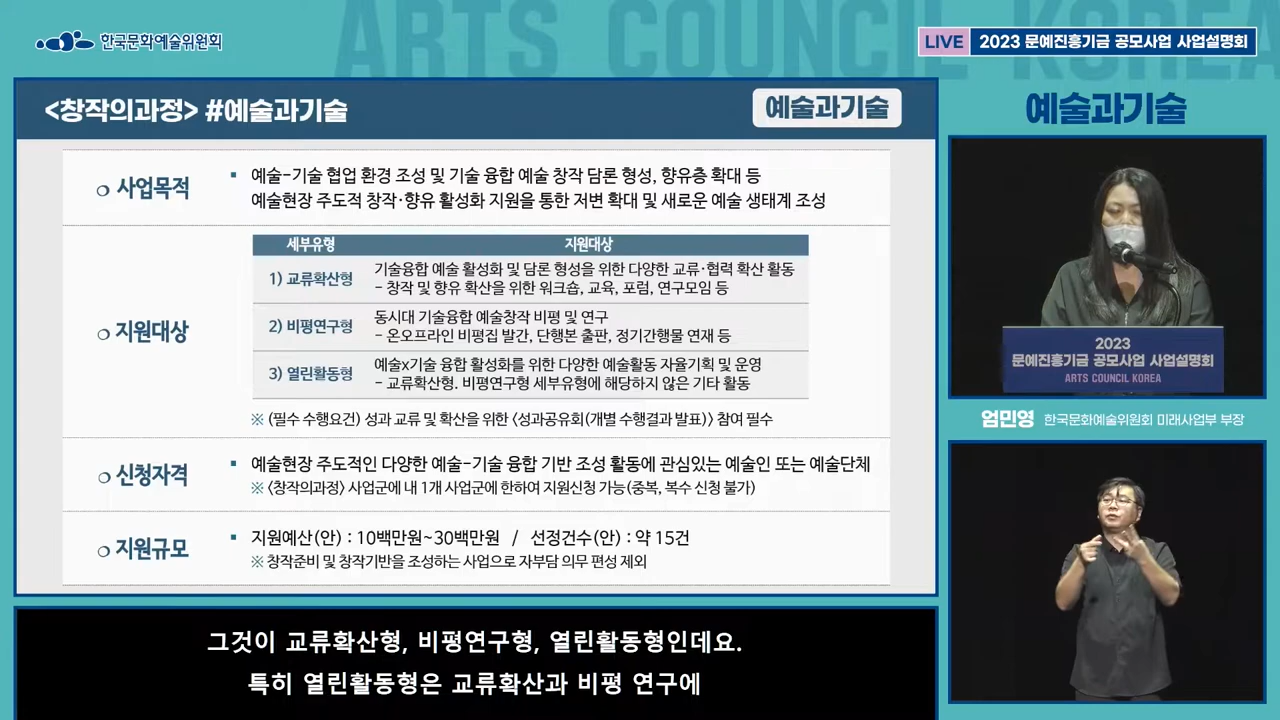 ARTS COUNCIL KOREA
한국문화예술위원회
LIVE 2023 문예진흥기금 공모사업 사업설명회
<창작의과정> #예술과기술
예술과기술
예술과기술
사업목적
예술-기술 협업 환경 조성 및 기술 융합 예술 창작 담론 형성, 향유층 확대 등
예술현장 주도적 창작·향유 활성화 지원을 통한 저변 확대 및 새로운 예술 생태계 조성
지원대상
세부유형 지원대상
1) 교류확산형
기술융합 예술 활성화 및 담론 형성을 위한 다양한 교류·협력 확산 활동
- 창작 및 향유 확산을 위한 워크숍, 교육, 포럼, 연구모임 등
2) 비평연구형
동시대 기술융합 예술창작 비평 및 연구
- 온오프라인 비평집 발간, 단행본 출판, 정기간행물 연재 등
3) 열린활동형
예술x기술 융합 활성화를 위한 다양한 예술활동 자율기획 및 운영
- 교류확산형. 비평연구형 세부유형에 해당하지 않은 기타 활동
※ (필수 수행요건) 성과 교류 및 확산을 위한 <성과공유회(개별 수행결과 발표)> 참여 필수
신청자격
예술현장 주도적인 다양한 예술-기술 융합 기반 조성 활동에 관심있는 예술인 또는 예술단체
※ <창작의과정> 사업군에 내 1개 사업군에 한하여 지원신청 가능(중복, 복수 신청 불가)
지원규모
지원예산(안) : 10백만원~30백만원 / 선정건수(안) : 약 15건
※ 창작준비 및 창작기반을 조성하는 사업으로 자부담 의무 편성 제외
2023
문예진흥기금 공모사업 사업설명회
ARTS COUNCIL KOREA
엄민영 한국문화예술위원회 미래사업부 부장
그것이 교류확산형, 비평연구형, 열린활동형인데요.
특히 열린활동형은 교류확산과 비평 연구에